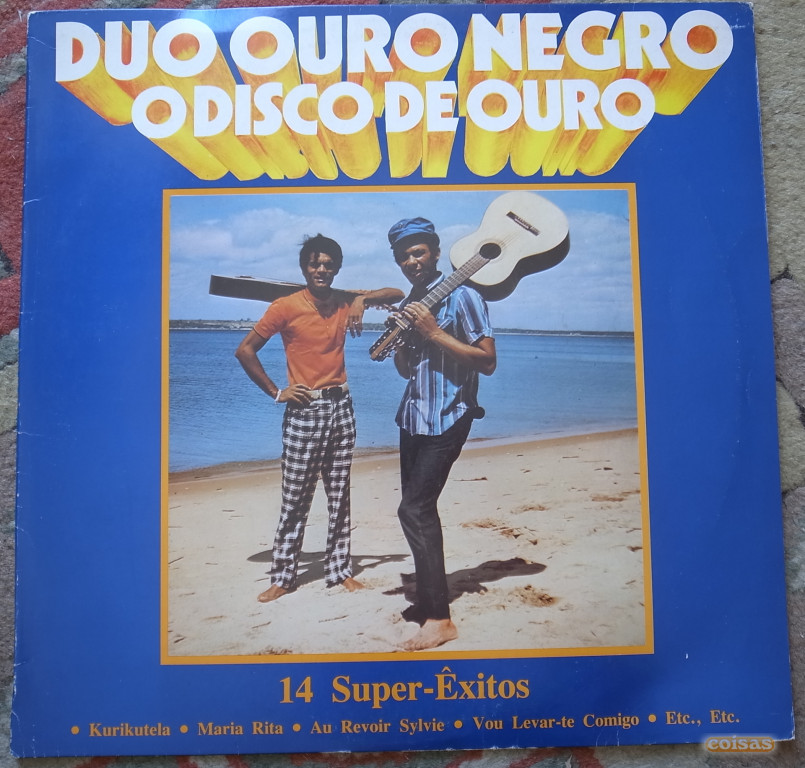 DUO OURO NEGRO
O DISCO DE OURO
14 Super-Êxitos
• Kurikutela • Maria Rita • Au Revoir Sylvie • Vou Levar-te Comigo • Etc., Etc.
coisas